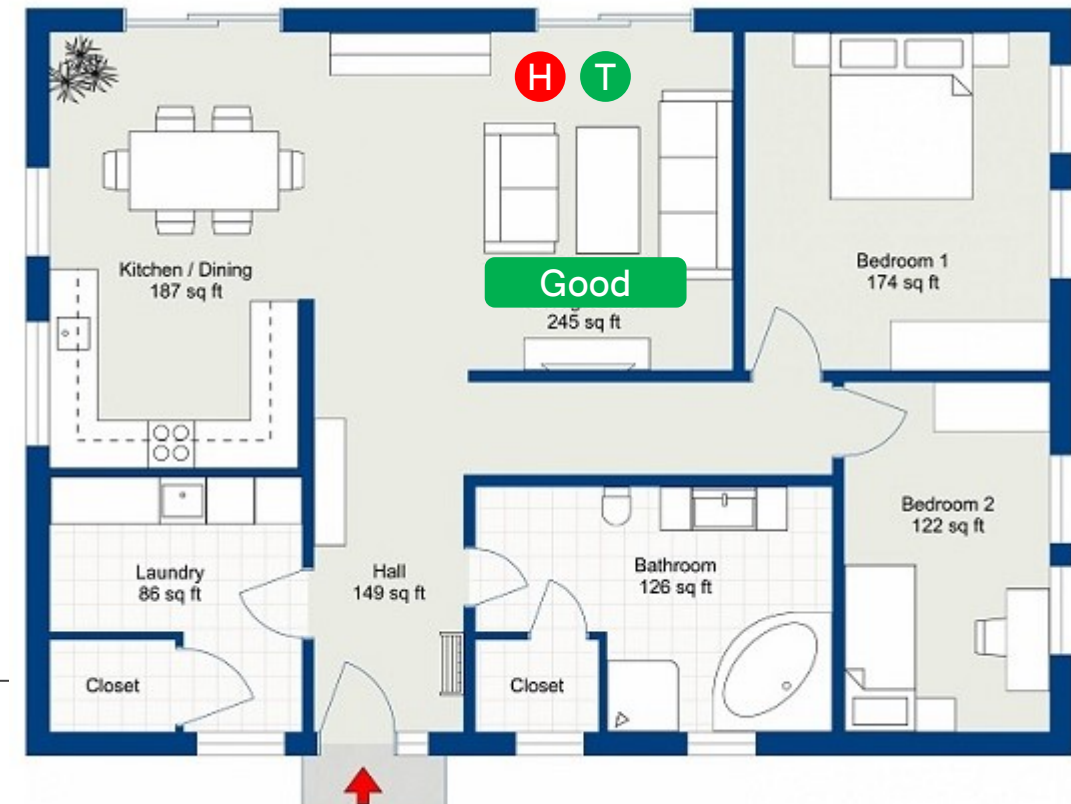 H T
Kitchen / Dining
187 sq ft
Good
245 sq ft
Bedroom 1
174 sq ft
Bedroom 2
122 sq ft
Laundry
86 sq ft
Hall
149 sq ft
Bathroom
126 sq ft
Closet
Closet